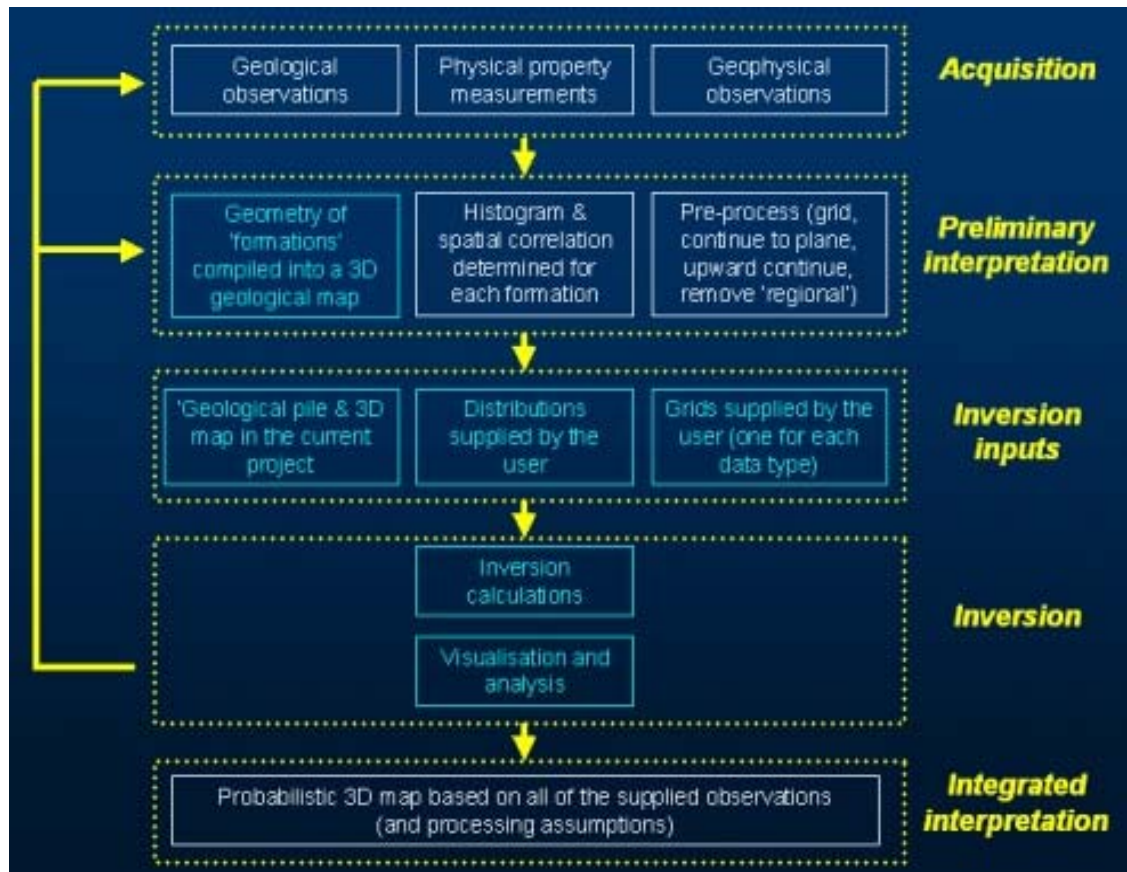 Geological
observations
Physical property
measurements
Geophysical
observations
Acquisition
Geometry of
'formations'
compiled into a 3D
geological map
Histogram &
spatial correlation
determined for
each formation
Pre-process (grid,
continue to plane,
upward continue,
remove 'regional')
Preliminary
interpretation
'Geological pile & 3D
map in the current
project
Distributions
supplied by the
user
Grids supplied by the
user (one for each
data type)
Inversion
inputs
Inversion
calculations
Visualisation and
analysis
Inversion
Probabilistic 3D map based on all of the supplied observations
(and processing assumptions)
Integrated
interpretation